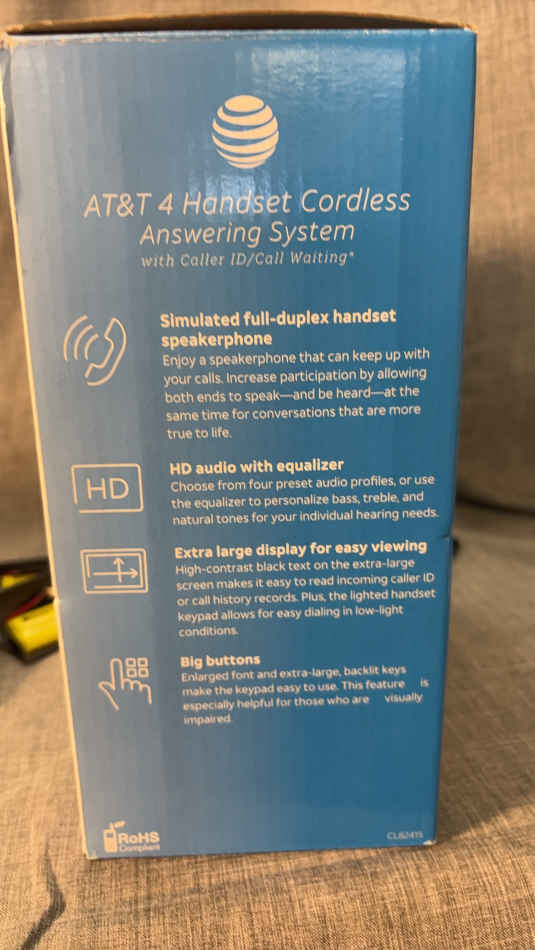 AT&T 4 Handset Cordless
Answering System
with Caller ID/Call Waiting*
Simulated full-duplex handset
speakerphone
Enjoy a speakerphone that can keep up with
your calls. Increase participation by allowing
both ends to speak—and be heard—at the
same time for conversations that are more
true to life.
HD
HD audio with equalizer
Choose from four preset audio profiles, or use
the equalizer to personalize bass, treble, and
natural tones for your individual hearing needs.
Extra large display for easy viewing
High-contrast black text on the extra-large
screen makes it easy to read incoming caller ID
or call history records. Plus, the lighted handset
keypad allows for easy dialing in low-light
conditions.
Big buttons
Enlarged font and extra-large, backlit keys
make the keypad easy to use. This feature is
especially helpful for those who are visually
impaired.
RoHS
Compliant
CL82415